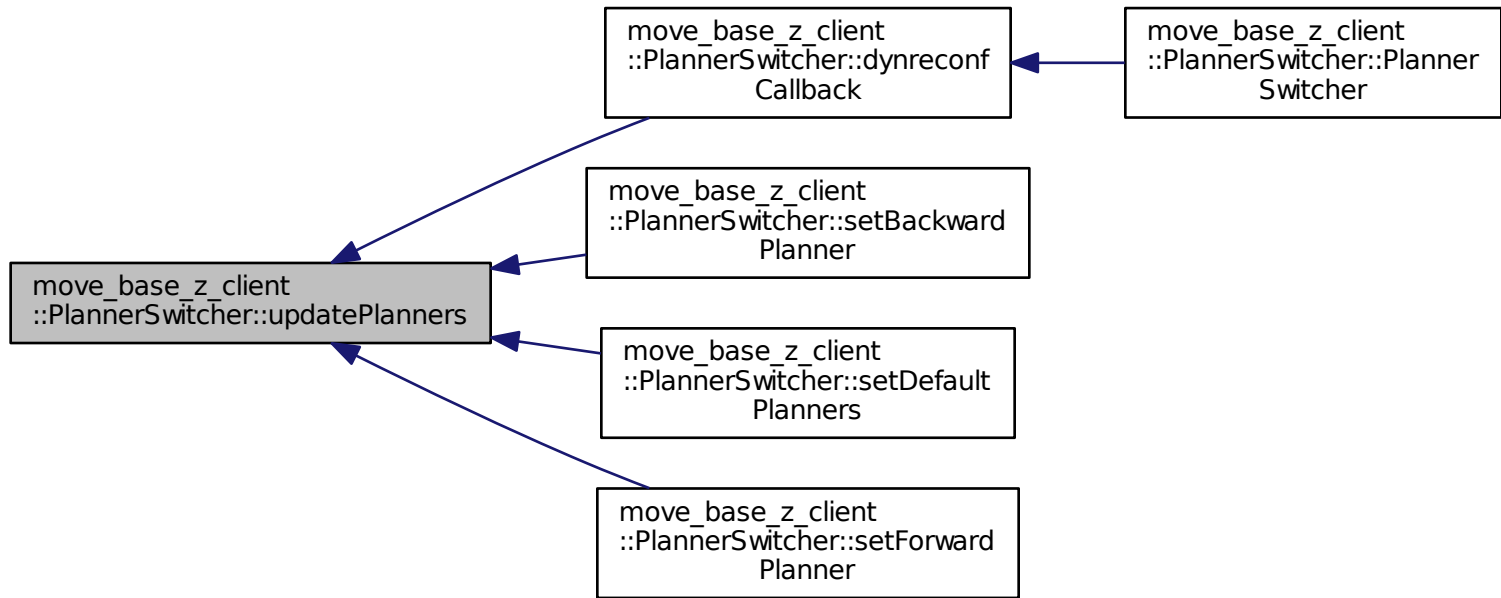 move_base_z_client
::PlannerSwitcher::dynreconf
Callback
move_base_z_client
::PlannerSwitcher::Planner
Switcher
move_base_z_client
::PlannerSwitcher::setBackward
Planner
move_base_z_client
::PlannerSwitcher::updatePlanners
move_base_z_client
::PlannerSwitcher::setDefault
Planners
move_base_z_client
::PlannerSwitcher::setForward
Planner